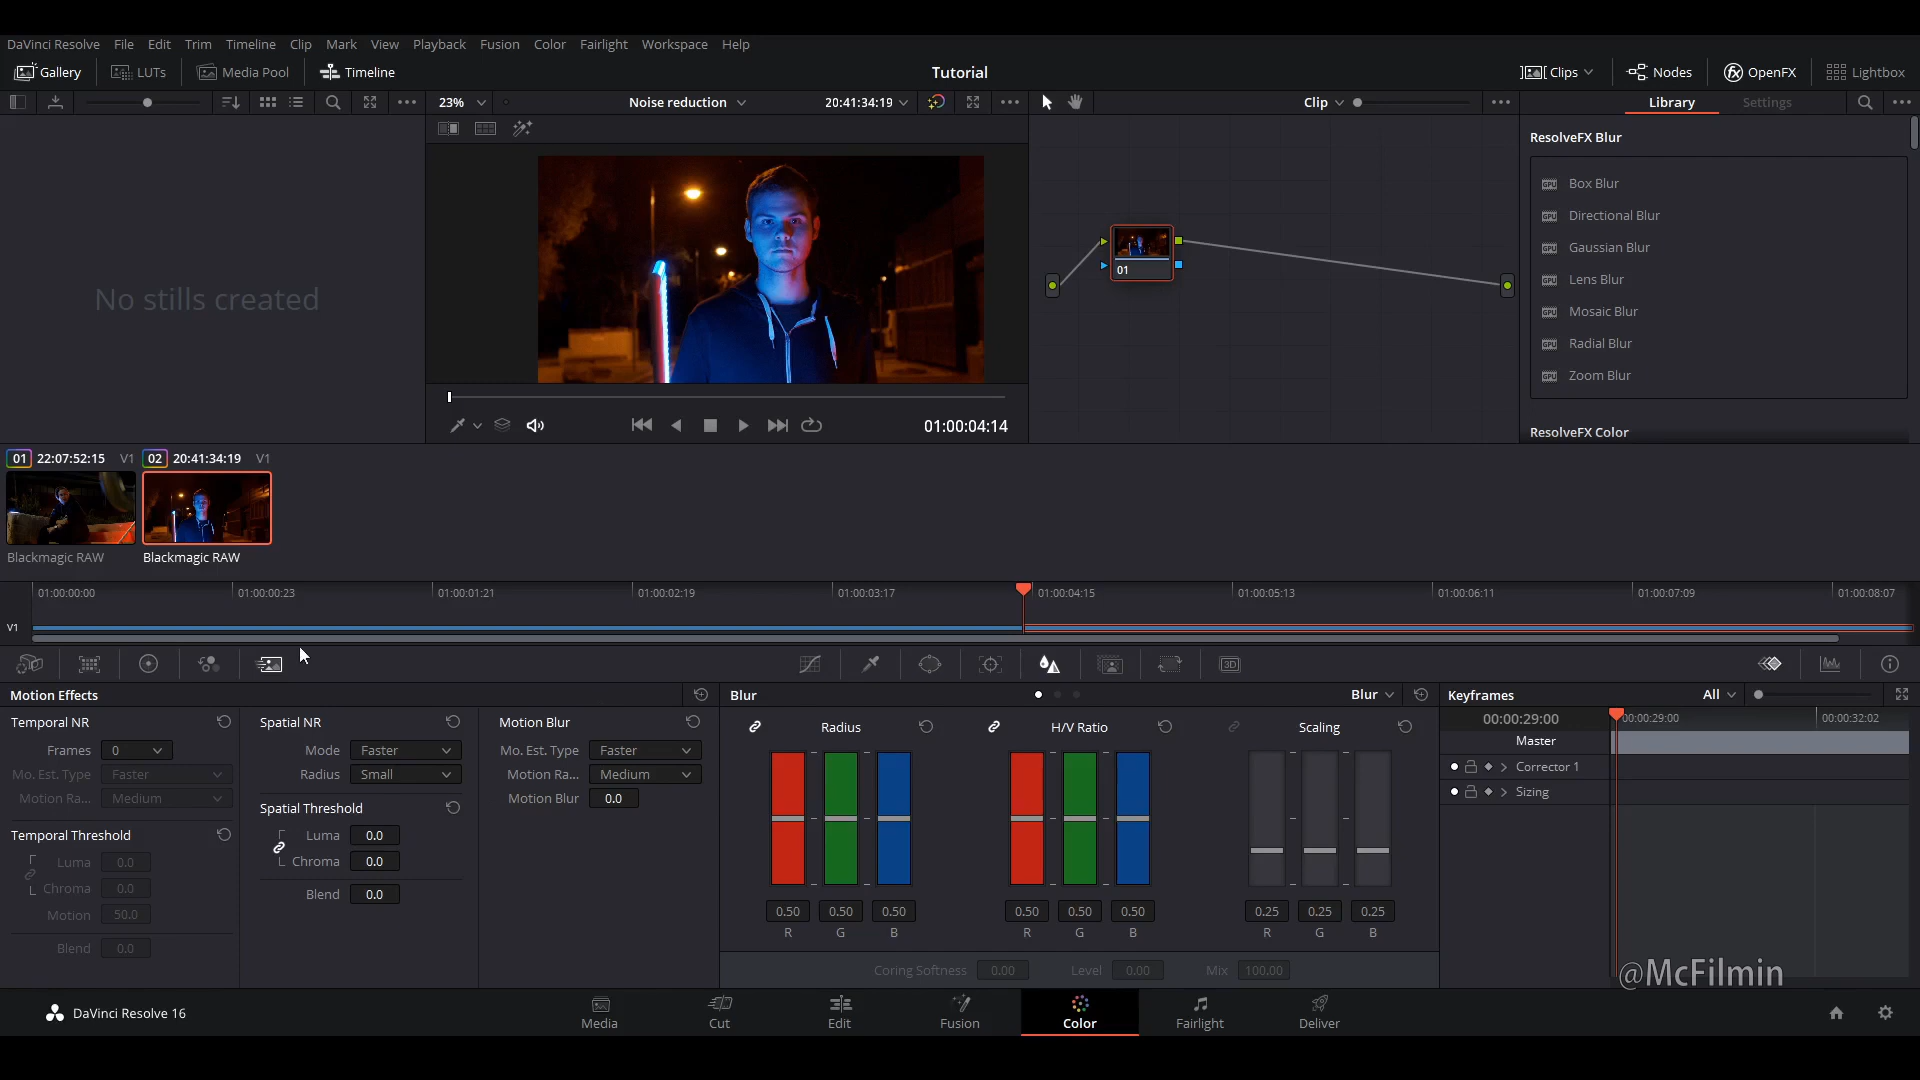 DaVinci Resolve File Edit Trim Timeline Clip Mark View Playback Fusion Color Fairlight Workspace Help
Gallery LUTs Media Pool Timeline Tutorial Clips Nodes OpenFX Lightbox
23% Noise reduction 20:41:34:19 Clip Library Settings
ResolveFX Blur
Box Blur
Directional Blur
Gaussian Blur
Lens Blur
Mosaic Blur
Radial Blur
Zoom Blur
ResolveFX Color
No stills created
01
01:00:04:14
01 22:07:52:15 V1 02 20:41:34:19 V1
Blackmagic RAW Blackmagic RAW
01:00:00:00 01:00:00:23 01:00:01:21 01:00:02:19 01:00:03:17 01:00:04:15 01:00:05:13 01:00:06:11 01:00:07:09 01:00:08:07
V1
3D
Motion Effects
Temporal NR
Frames 0
Mo. Est. Type Faster
Motion Ra... Medium
Temporal Threshold
Luma 0.0
Chroma 0.0
Motion 50.0
Blend 0.0
Spatial NR
Mode Faster
Radius Small
Spatial Threshold
Luma 0.0
Chroma 0.0
Blend 0.0
Motion Blur
Mo. Est. Type Faster
Motion Ra... Medium
Motion Blur 0.0
Blur Blur
Radius H/V Ratio Scaling
0.50 0.50 0.50 0.50 0.50 0.50 0.25 0.25 0.25
R G B R G B R G B
Coring Softness 0.00 Level 0.00 Mix 100.00
Keyframes All
00:00:29:00 00:00:29:00 00:00:32:02
Master
Corrector 1
Sizing
@McFilmin
DaVinci Resolve 16 Media Cut Edit Fusion Color Fairlight Deliver